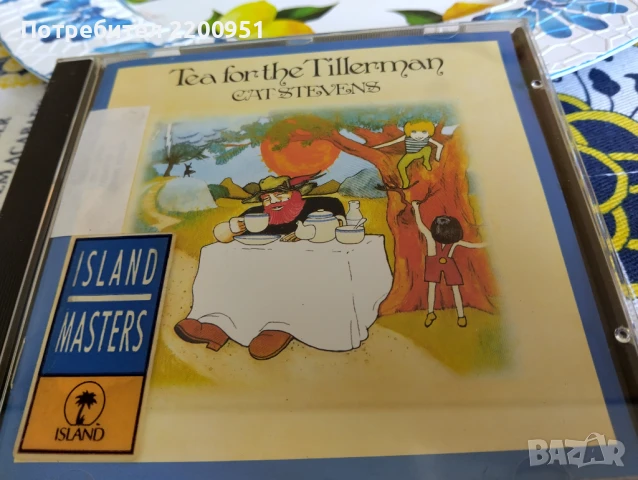 Потребител 2200951
Tea for the Tillerman
CAT STEVENS
ISLAND
MASTERS
ISLAND
BAZAR